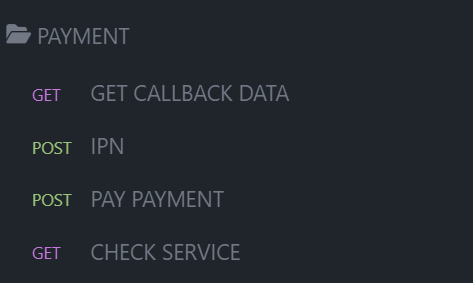 PAYMENT
GET GET CALLBACK DATA
POST IPN
POST PAY PAYMENT
GET CHECK SERVICE